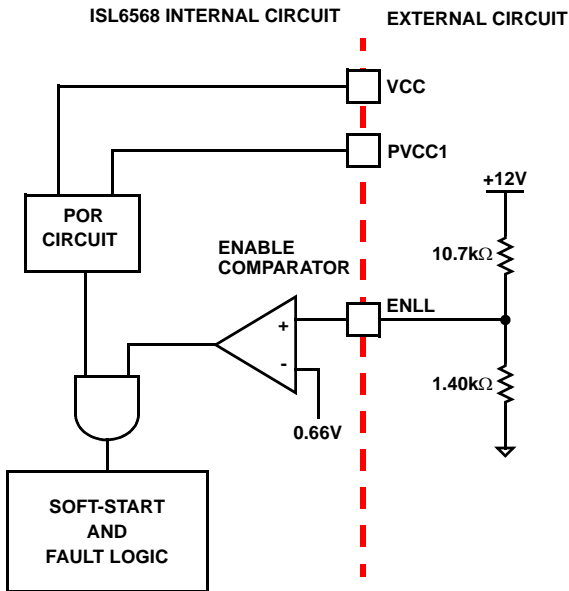 ISL6568 INTERNAL CIRCUIT
EXTERNAL CIRCUIT
VCC
PVCC1
+12V
POR
CIRCUIT
10.7kΩ
ENABLE
COMPARATOR
ENLL
+
-
1.40kΩ
0.66V
SOFT-START
AND
FAULT LOGIC